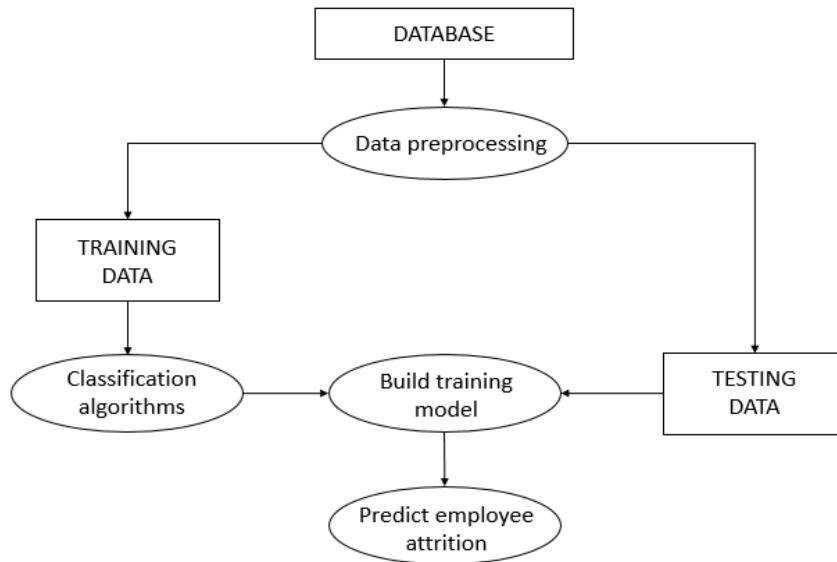 DATABASE
Data preprocessing
TRAINING
DATA
Classification
algorithms
Build training
model
TESTING
DATA
Predict employee
attrition